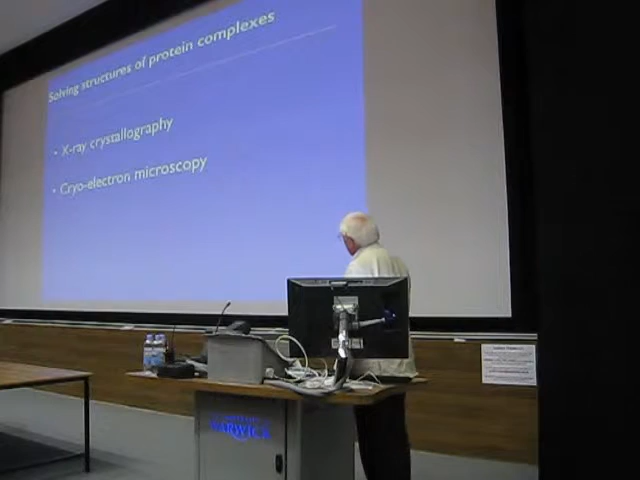 Solving structures of protein complexes
• X-ray crystallography
• Cryo-electron microscopy
WARWICK